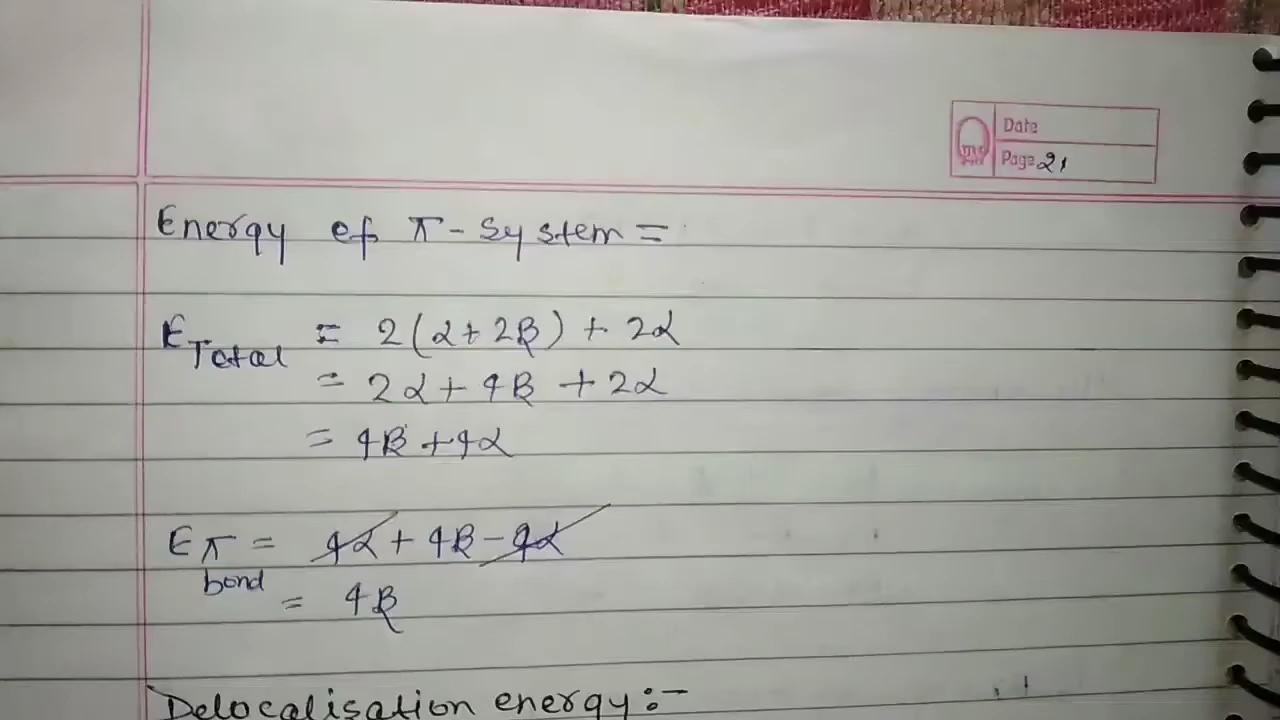 Date
Page 21
Energy of π-system =
E Total = 2(α+2β) + 2α
= 2α + 4β + 2α
= 4β + 4α
Eπ bond = 4α + 4β - 4α
= 4β
Delocalisation energy:-